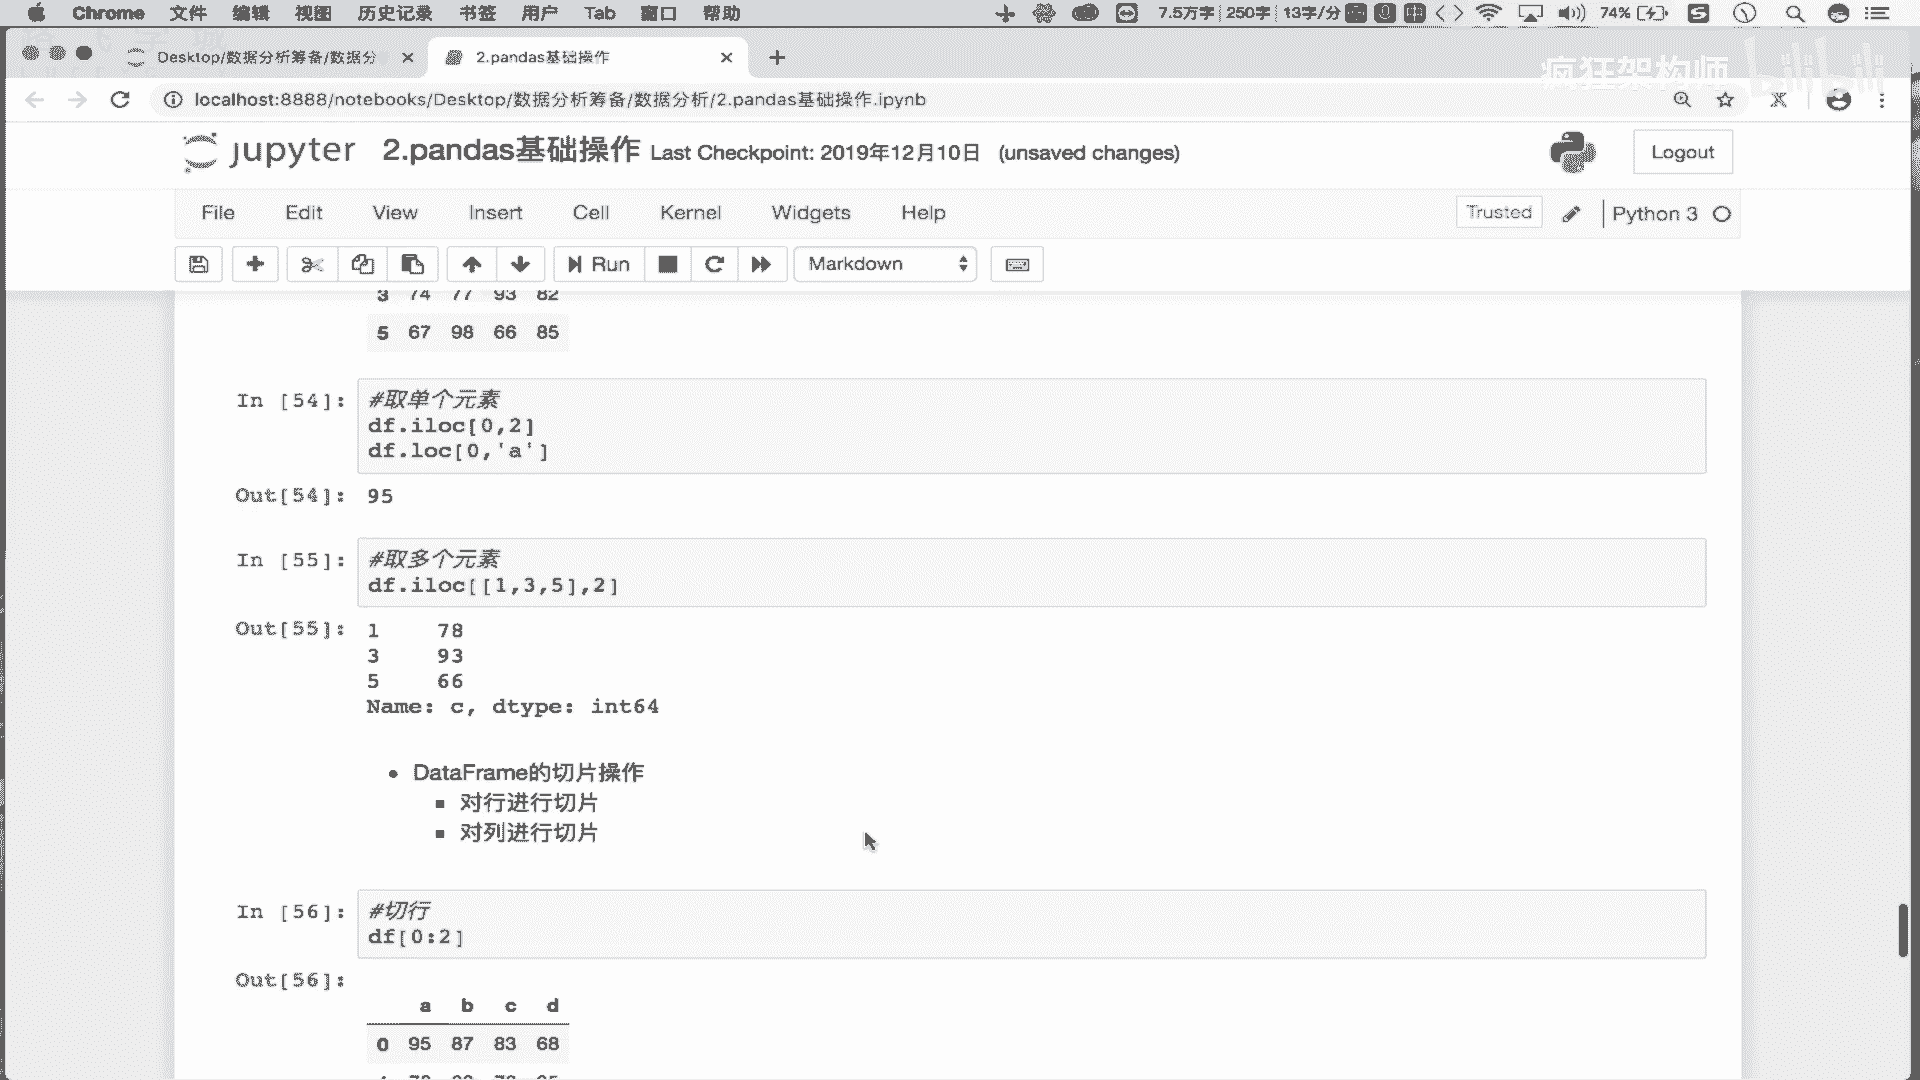 Chrome 文件 编辑 视图 历史记录 书签 用户 Tab 窗口 帮助 7.5万字 250字 13字/分 74%
Desktop/数据分析筹备/数据分 2.pandas基础操作
疯狂架构师 bilibili
localhost:8888/notebooks/Desktop/数据分析筹备/数据分析/2.pandas基础操作.ipynb
jupyter 2.pandas基础操作 Last Checkpoint: 2019年12月10日 (unsaved changes) Logout
File Edit View Insert Cell Kernel Widgets Help Trusted Python 3
Run Markdown
3 74 77 93 82
5 67 98 66 85
In [54]: #取单个元素
df.iloc[0,2]
df.loc[0,'a']
Out[54]: 95
In [55]: #取多个元素
df.iloc[[1,3,5],2]
Out[55]: 1 78
3 93
5 66
Name: c, dtype: int64
DataFrame的切片操作
对行进行切片
对列进行切片
In [56]: #切行
df[0:2]
Out[56]:
a b c d
0 95 87 83 68